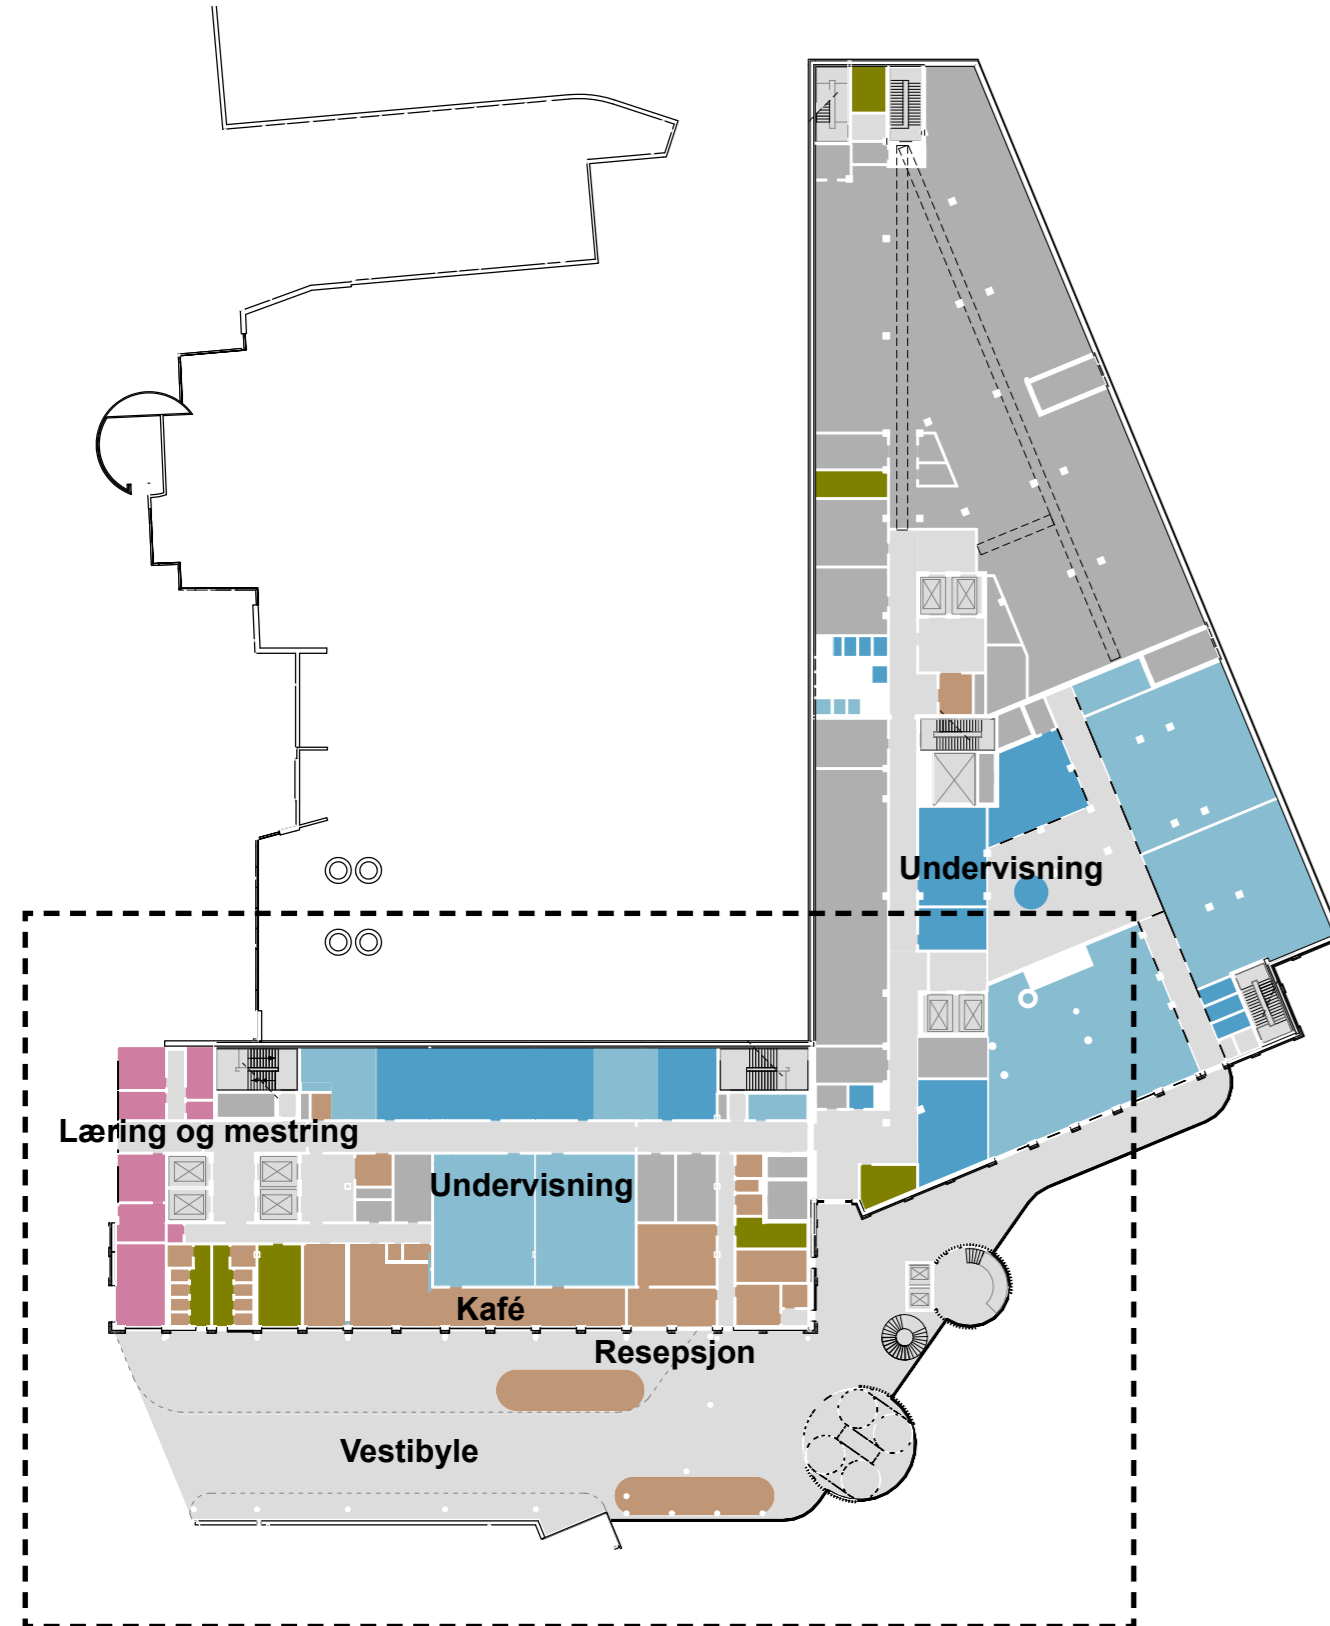 Undervisning
Læring og mestring
Undervisning
Kafé
Resepsjon
Vestibyle